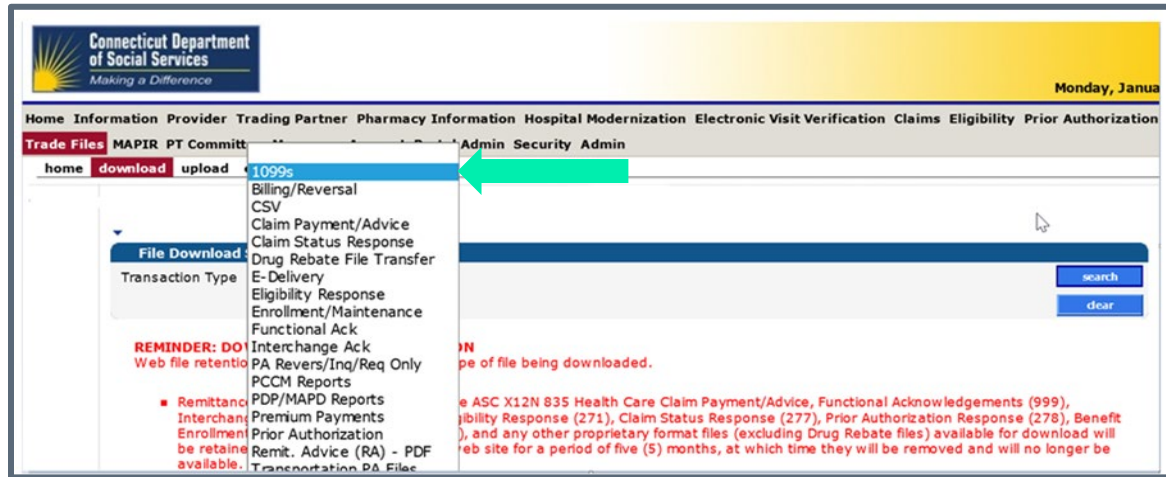 Connecticut Department
of Social Services
Making a Difference
Monday, Janua
Home Information Provider Trading Partner Pharmacy Information Hospital Modernization Electronic Visit Verification Claims Eligibility Prior Authorization
Trade Files MAPIR PT Committ Admin Security Admin
home download upload
1099s
Billing/Reversal
CSV
Claim Payment/Advice
Claim Status Response
Drug Rebate File Transfer
E-Delivery
Eligibility Response
Enrollment/Maintenance
Functional Ack
Interchange Ack
PA Revers/Inq/Req Only
PCCM Reports
PDP/MAPD Reports
Premium Payments
Prior Authorization
Remit. Advice (RA) - PDF
Transportation PA Files
File Download
Transaction Type
search
clear
REMINDER: DO ON
Web file retentio pe of file being downloaded.
Remittanc e ASC X12N 835 Health Care Claim Payment/Advice, Functional Acknowledgements (999),
Interchang gibility Response (271), Claim Status Response (277), Prior Authorization Response (278), Benefit
Enrollment ), and any other proprietary format files (excluding Drug Rebate files) available for download will
be retaine eb site for a period of five (5) months, at which time they will be removed and will no longer be
available.